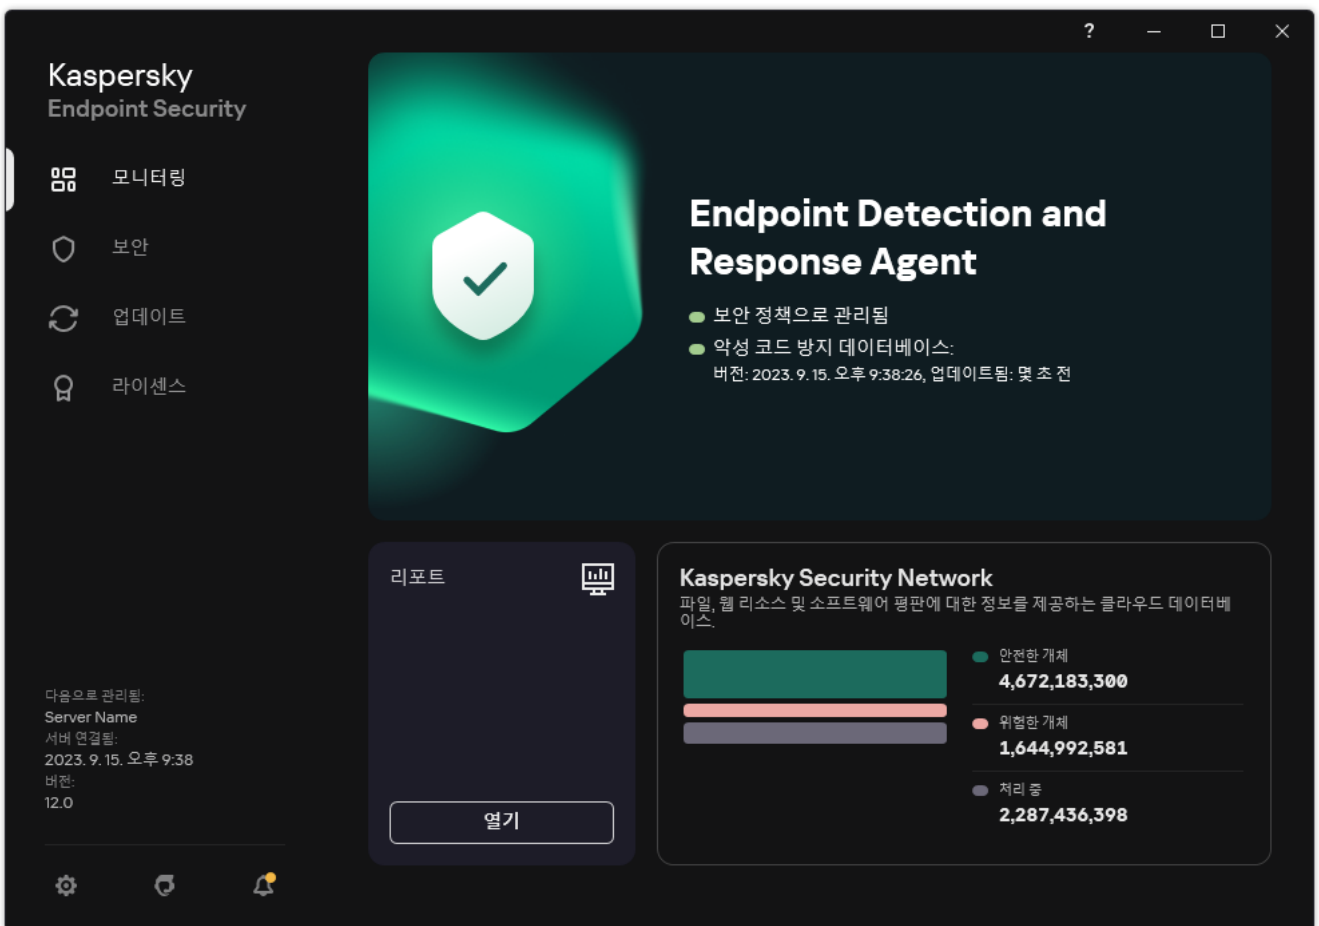 ?
Kaspersky
Endpoint Security
모니터링
보안
업데이트
라이센스
Endpoint Detection and
Response Agent
보안 정책으로 관리됨
악성 코드 방지 데이터베이스:
버전: 2023. 9. 15. 오후 9:38:26, 업데이트됨: 몇 초 전
리포트
열기
Kaspersky Security Network
파일, 웹 리소스 및 소프트웨어 평판에 대한 정보를 제공하는 클라우드 데이터베
이스.
안전한 개체
4,672,183,300
위험한 개체
1,644,992,581
처리 중
2,287,436,398
다음으로 관리됨:
Server Name
서버 연결됨:
2023. 9. 15. 오후 9:38
버전:
12.0